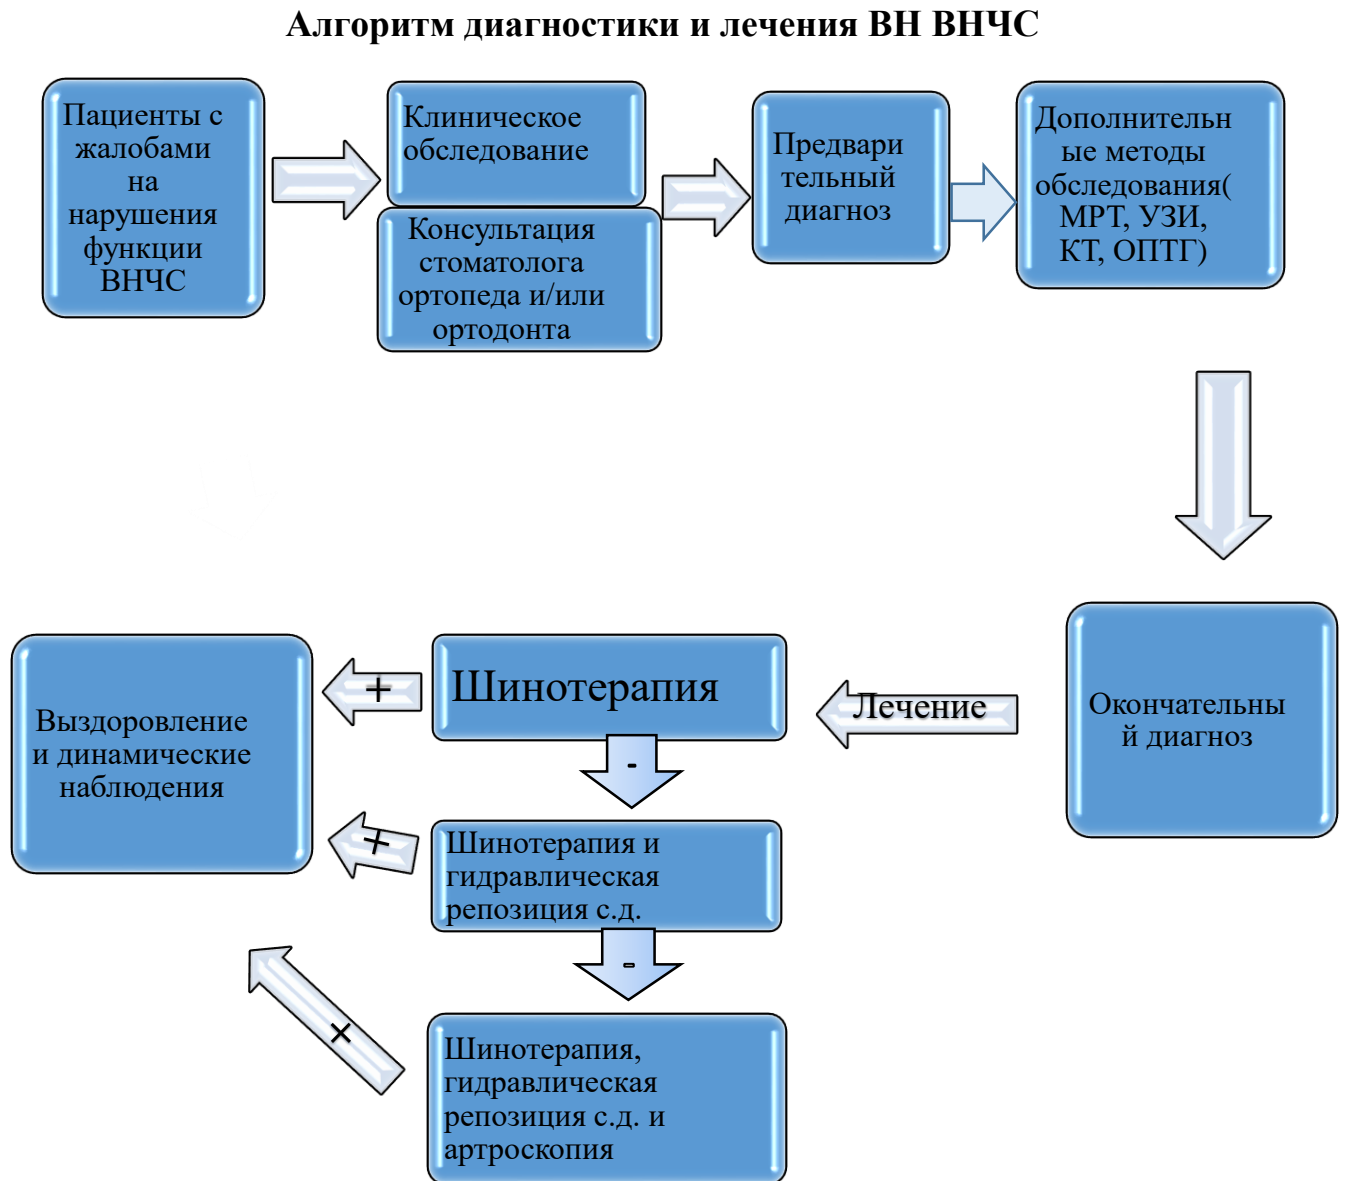 Алгоритм диагностики и лечения ВН ВНЧС
Пациенты с
жалобами
на
нарушения
функции
ВНЧС
Клиническое
обследование
Консультация
стоматолога
ортопеда и/или
ортодонта
Предвари
тельный
диагноз
Дополнительн
ые методы
обследования(
МРТ, УЗИ,
КТ, ОПТГ)
Окончательны
й диагноз
Лечение
Шинотерапия
+
-
Выздоровление
и динамические
наблюдения
Шинотерапия и
гидравлическая
репозиция с.д.
+
-
Шинотерапия,
гидравлическая
репозиция с.д. и
артроскопия
+